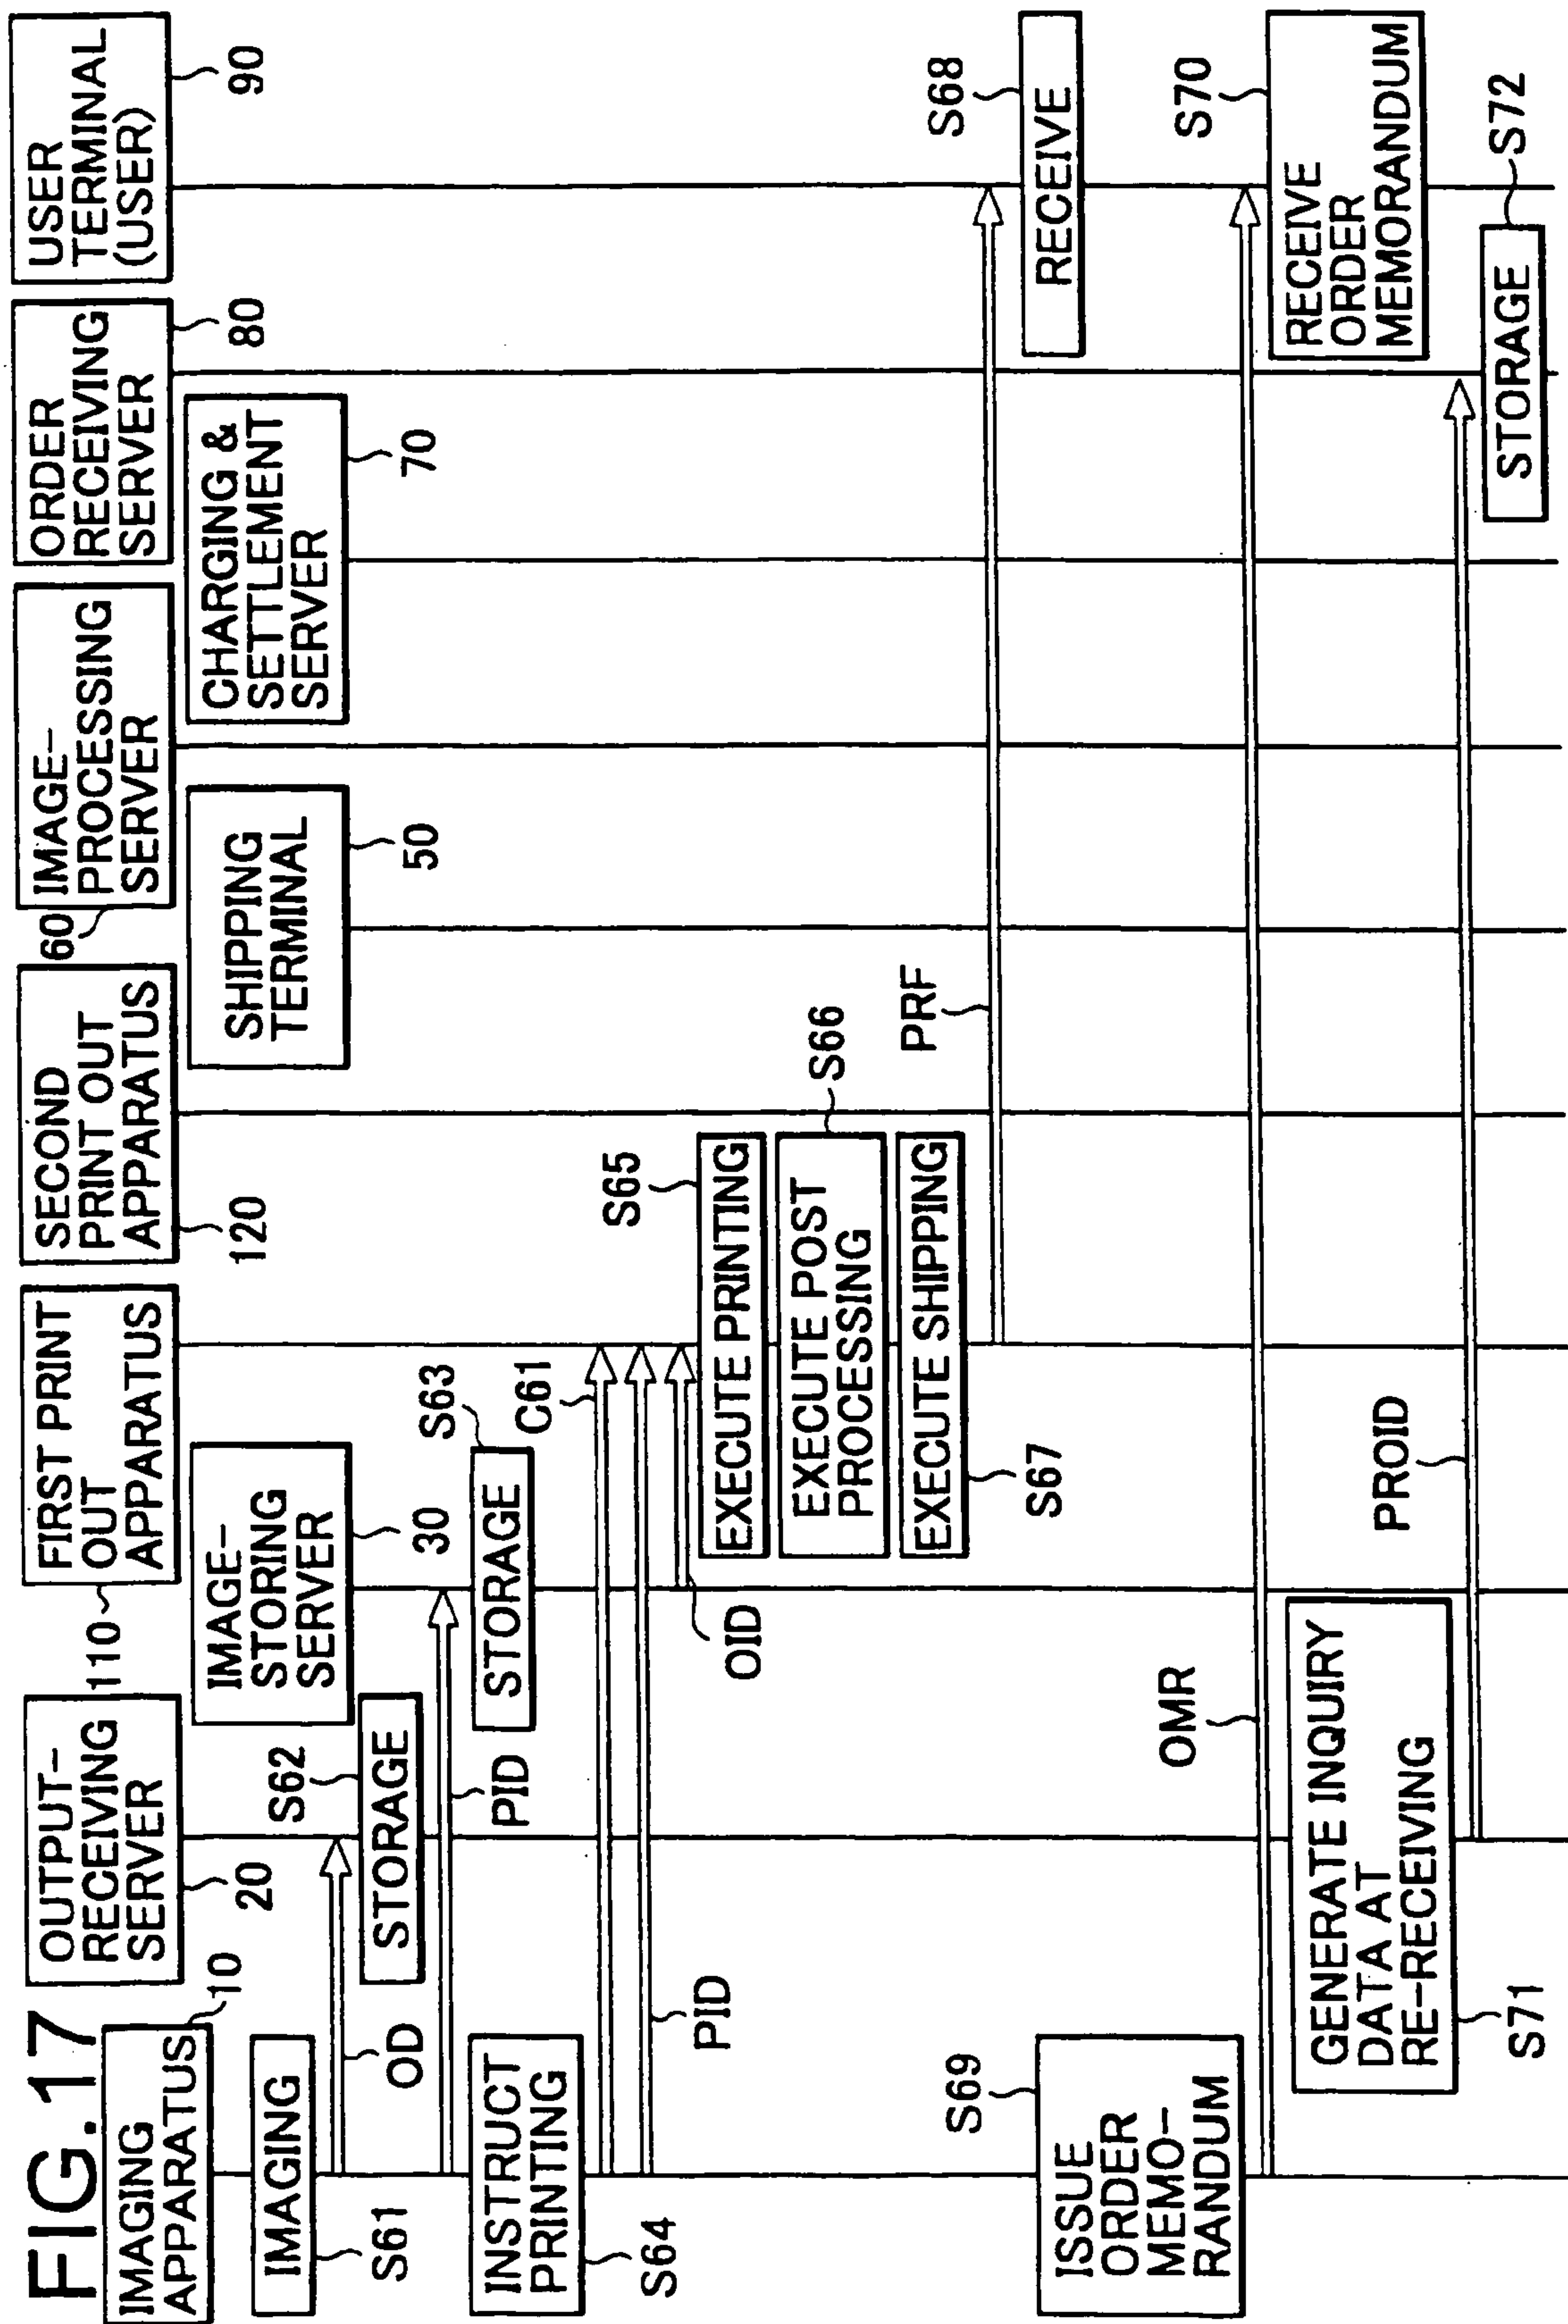 FIG.17
IMAGING
APPARATUS
10
OUTPUT-
RECEIVING
SERVER
20
IMAGE-
STORING
SERVER
30
FIRST PRINT
OUT
APPARATUS
110
SECOND
PRINT OUT
APPARATUS
120
SHIPPING
TERMINAL
50
IMAGE-
PROCESSING
SERVER
60
CHARGING &
SETTLEMENT
SERVER
70
ORDER
RECEIVING
SERVER
80
USER
TERMINAL
(USER)
90
IMAGING
S61
OD
S62
STORAGE
PID
S63
STORAGE
INSTRUCT
PRINTING
S64
C61
PID
OID
S65
EXECUTE PRINTING
S66
EXECUTE POST
PROCESSING
EXECUTE SHIPPING
S67
PRF
S68
RECEIVE
S69
ISSUE
ORDER
MEMO-
RANDUM
OMR
S70
RECEIVE
ORDER
MEMORANDUM
GENERATE INQUIRY
DATA AT
RE-RECEIVING
S71
PROID
S72
STORAGE